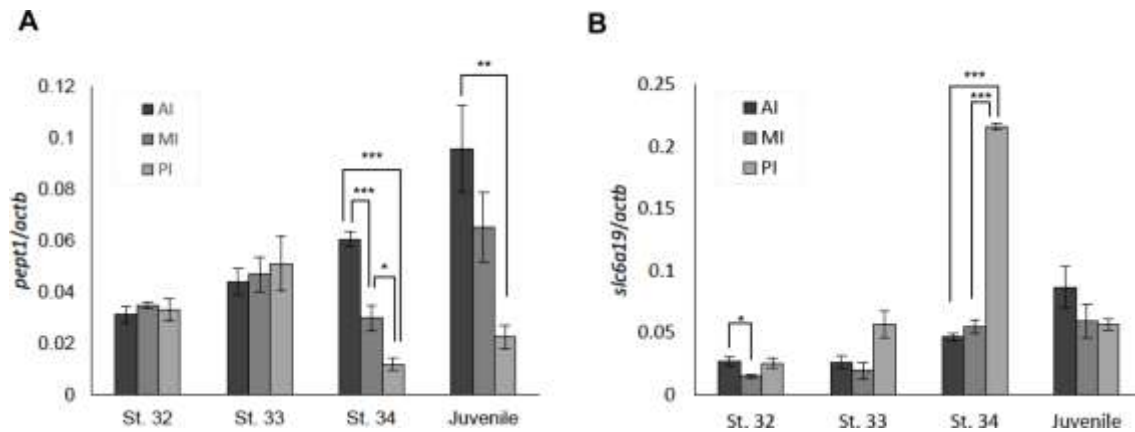 A
pept1/actb
0.12
0.1
0.08
0.06
0.04
0.02
0
AI
MI
PI
***
***
*
**
St. 32
St. 33
St. 34
Juvenile
B
slc6a19/actb
0.25
0.2
0.15
0.1
0.05
0
AI
MI
PI
*
***
***
St. 32
St. 33
St. 34
Juvenile